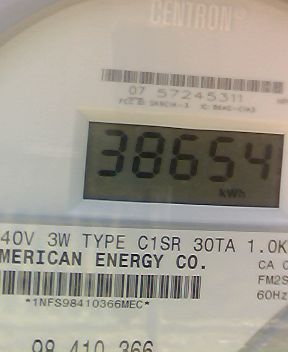 CENTRON®
07 57245311
38654
kWh
40V 3W TYPE C1SR 30TA 1.0K
MERICAN ENERGY CO.
CA 0
FM2S
60Hz
*1NFS98410366MEC*
98 410 366